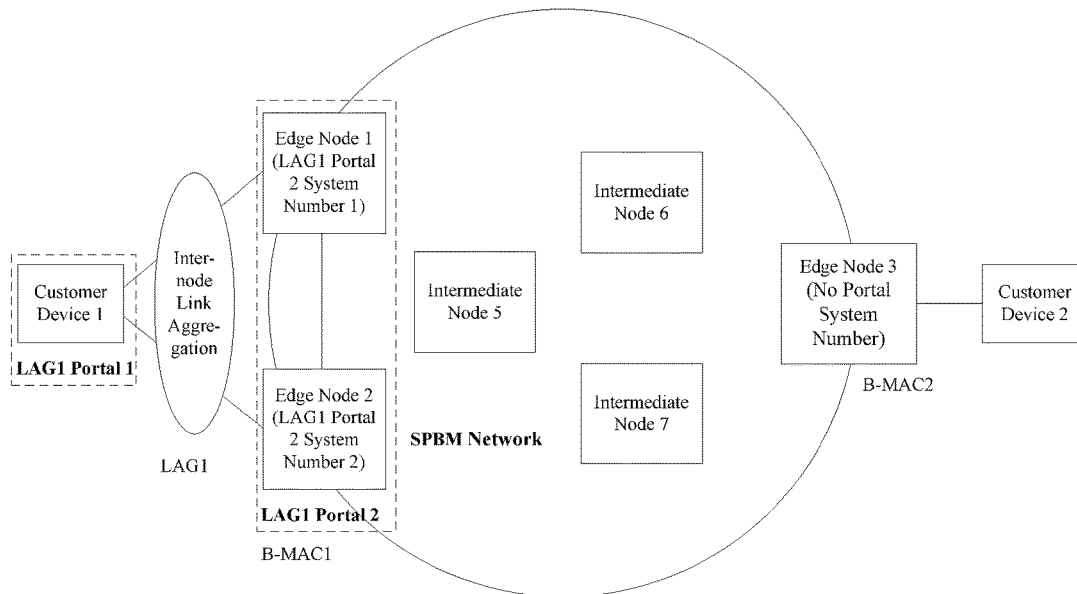 Edge Node 1
(LAG1 Portal
2 System
Number 1)
Intermediate
Node 6
Inter-
node
Link
Aggre-
gation
Customer
Device 1
LAG1 Portal 1
Intermediate
Node 5
Edge Node 3
(No Portal
System
Number)
Customer
Device 2
B-MAC2
Edge Node 2
(LAG1 Portal
2 System
Number 2)
Intermediate
Node 7
SPBM Network
LAG1
LAG1 Portal 2
B-MAC1